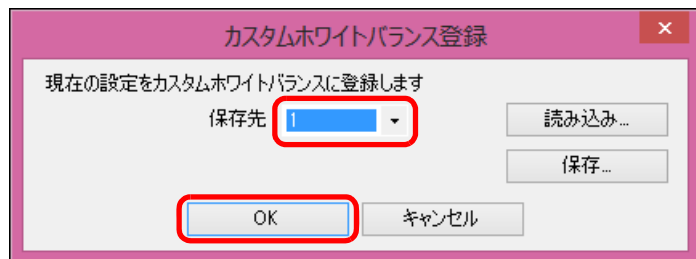 カスタムホワイトバランス登録
×
現在の設定をカスタムホワイトバランスに登録します
保存先 1 読み込み...
保存...
OK キャンセル